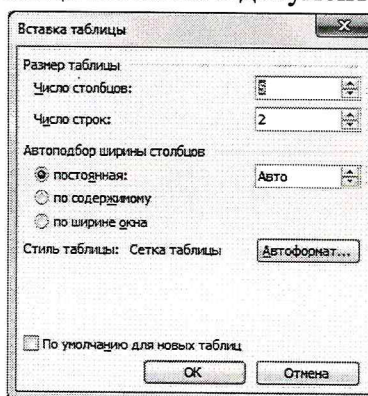 Вставка таблицы
Размер таблицы
Число столбцов:
Число строк: 2
Автоподбор ширины столбцов
постоянная: Авто
по содержимому
по ширине окна
Стиль таблицы: Сетка таблицы Автоформат...
По умолчанию для новых таблиц
ОК Отмена